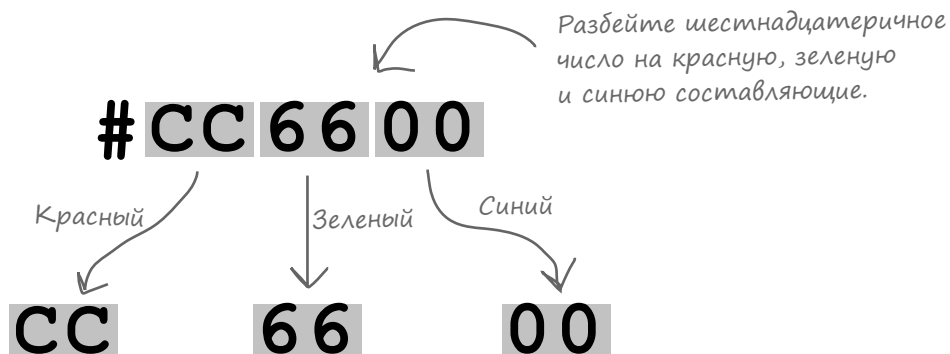 Разбейте шестнадцатеричное
число на красную, зеленую
и синюю составляющие.
#CC6600
Красный
Зеленый
Синий
CC
66
00